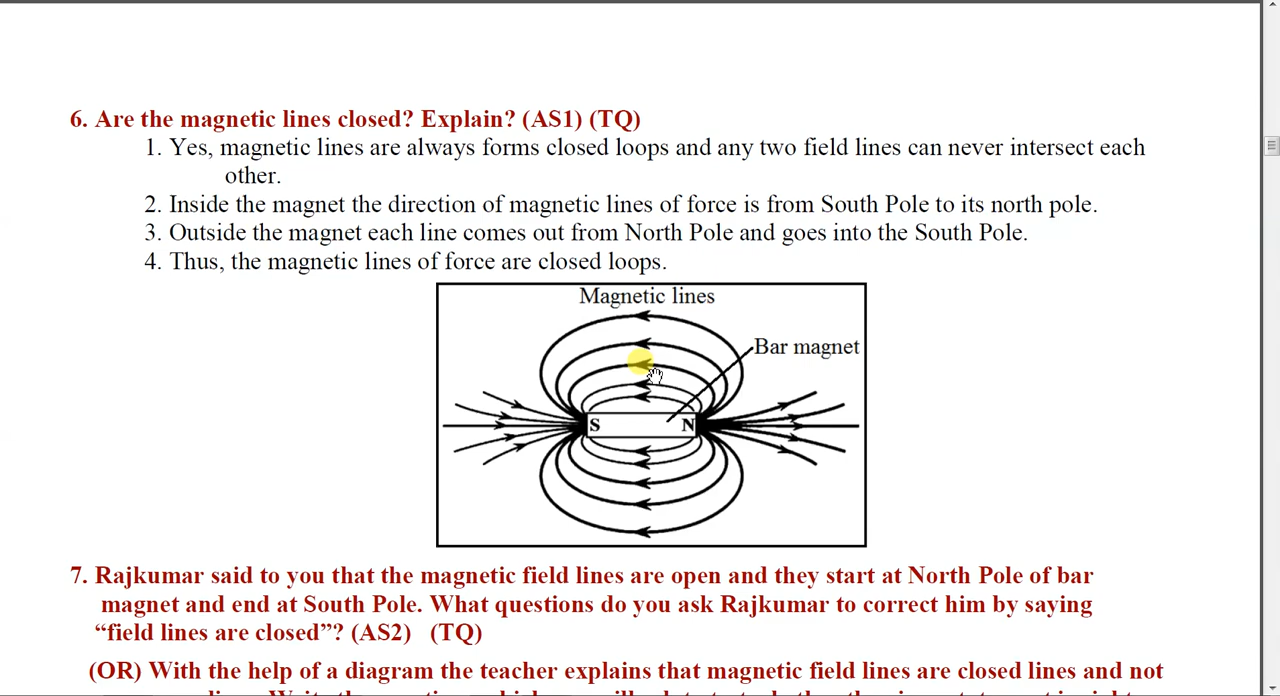 6. Are the magnetic lines closed? Explain? (AS1) (TQ)
1. Yes, magnetic lines are always forms closed loops and any two field lines can never intersect each
other.
2. Inside the magnet the direction of magnetic lines of force is from South Pole to its north pole.
3. Outside the magnet each line comes out from North Pole and goes into the South Pole.
4. Thus, the magnetic lines of force are closed loops.
Magnetic lines
Bar magnet
S N
7. Rajkumar said to you that the magnetic field lines are open and they start at North Pole of bar
magnet and end at South Pole. What questions do you ask Rajkumar to correct him by saying
“field lines are closed”? (AS2) (TQ)
(OR) With the help of a diagram the teacher explains that magnetic field lines are closed lines and not